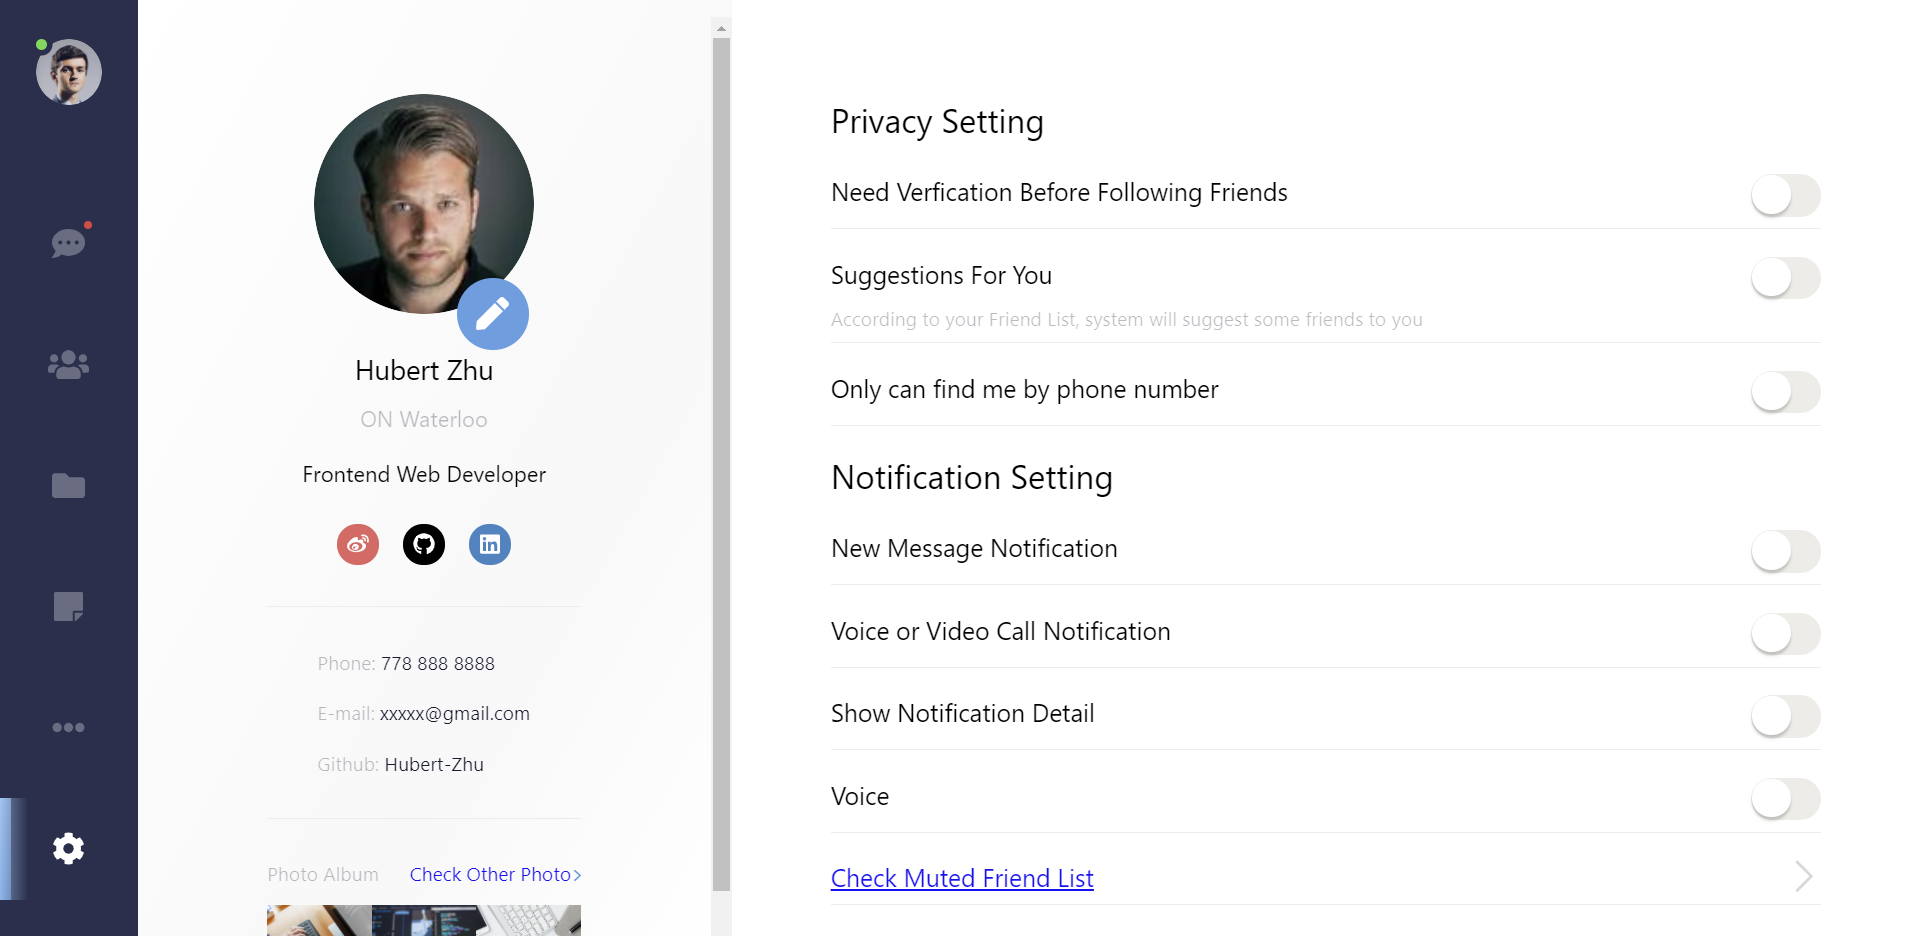 Hubert Zhu
ON Waterloo
Frontend Web Developer
in
Phone: 778 888 8888
E-mail: xxxxx@gmail.com
Github: Hubert-Zhu
Photo Album Check Other Photo
Privacy Setting
Need Verfication Before Following Friends
Suggestions For You
According to your Friend List, system will suggest some friends to you
Only can find me by phone number
Notification Setting
New Message Notification
Voice or Video Call Notification
Show Notification Detail
Voice
Check Muted Friend List